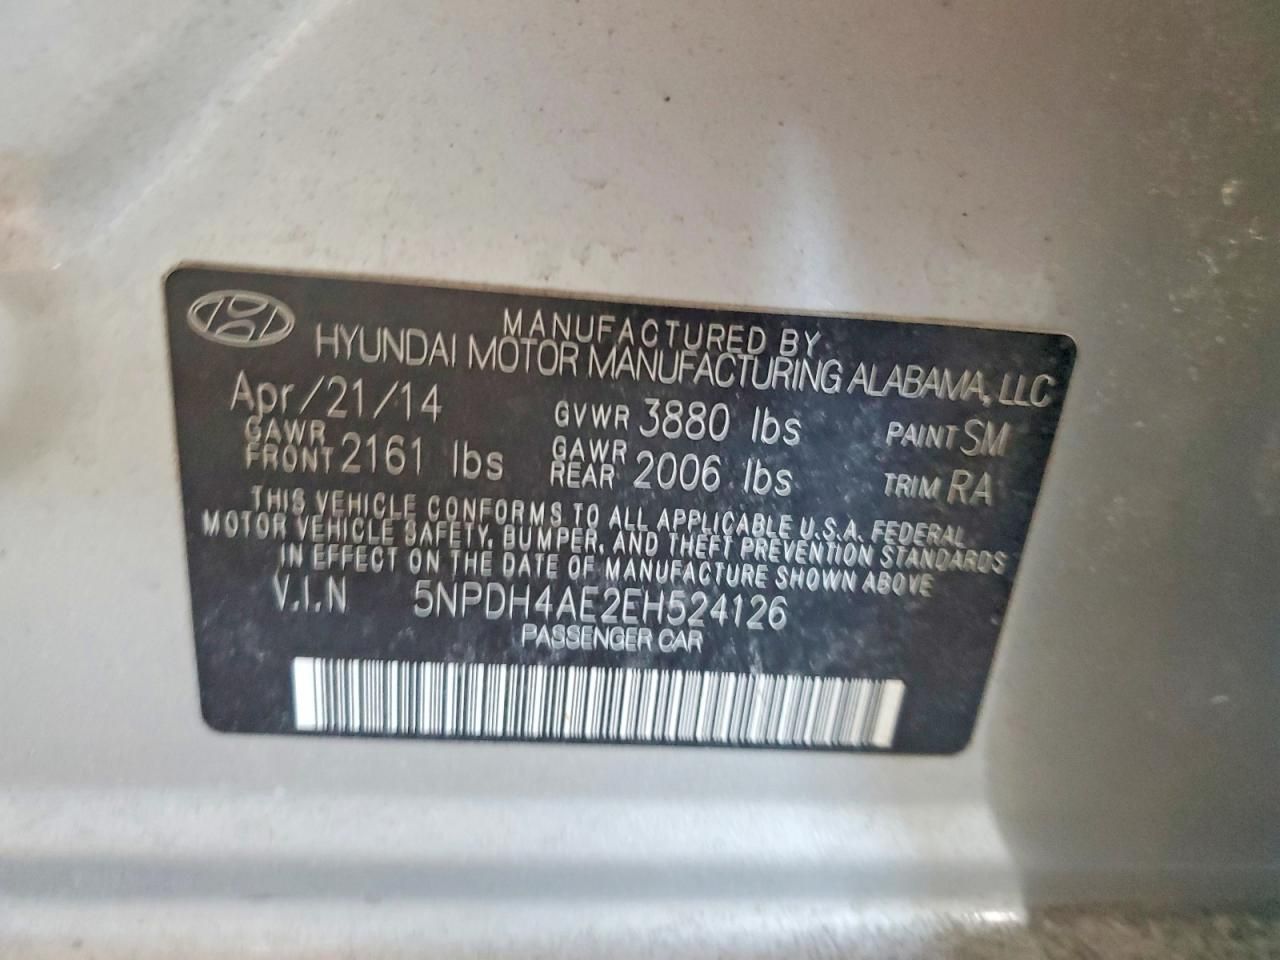 MANUFACTURED BY
HYUNDAI MOTOR MANUFACTURING ALABAMA, LLC
Apr/21/14 GVWR 3880 lbs PAINT SM
GAWR FRONT 2161 lbs GAWR REAR 2006 lbs TRIM RA
THIS VEHICLE CONFORMS TO ALL APPLICABLE U.S.A. FEDERAL
MOTOR VEHICLE SAFETY, BUMPER, AND THEFT PREVENTION STANDARDS
IN EFFECT ON THE DATE OF MANUFACTURE SHOWN ABOVE
V.I.N 5NPDH4AE2EH524126
PASSENGER CAR